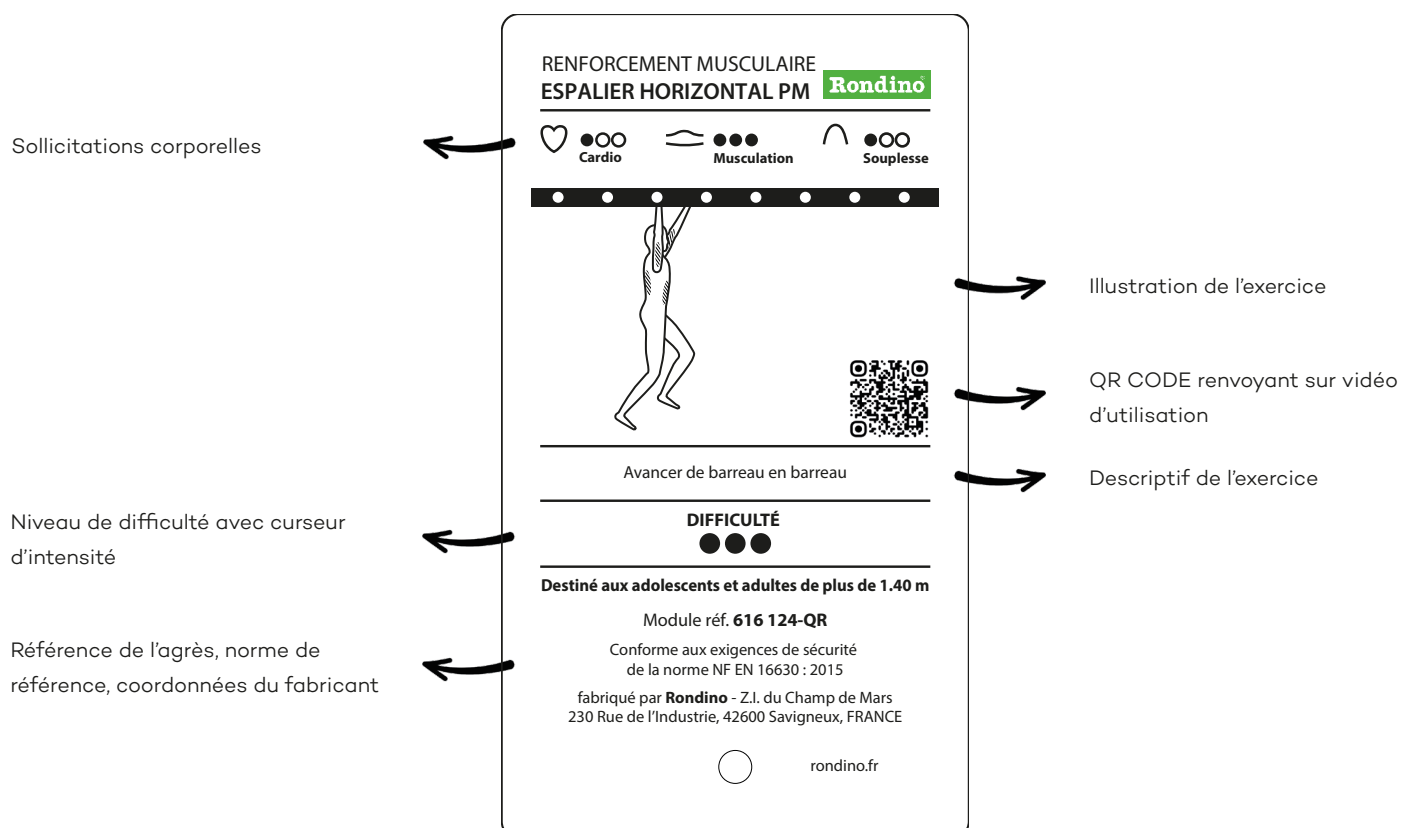 RENFORCEMENT MUSCULAIRE
ESPALIER HORIZONTAL PM
Rondino
Sollicitations corporelles
Cardio
Musculation
Souplesse
Illustration de l’exercice
QR CODE renvoyant sur vidéo
d’utilisation
Avancer de barreau en barreau
Descriptif de l’exercice
Niveau de difficulté avec curseur
d’intensité
DIFFICULTÉ
Destiné aux adolescents et adultes de plus de 1.40 m
Module réf. 616 124-QR
Référence de l’agrès, norme de
référence, coordonnées du fabricant
Conforme aux exigences de sécurité
de la norme NF EN 16630 : 2015
fabriqué par Rondino - Z.I. du Champ de Mars
230 Rue de l’Industrie, 42600 Savigneux, FRANCE
rondino.fr